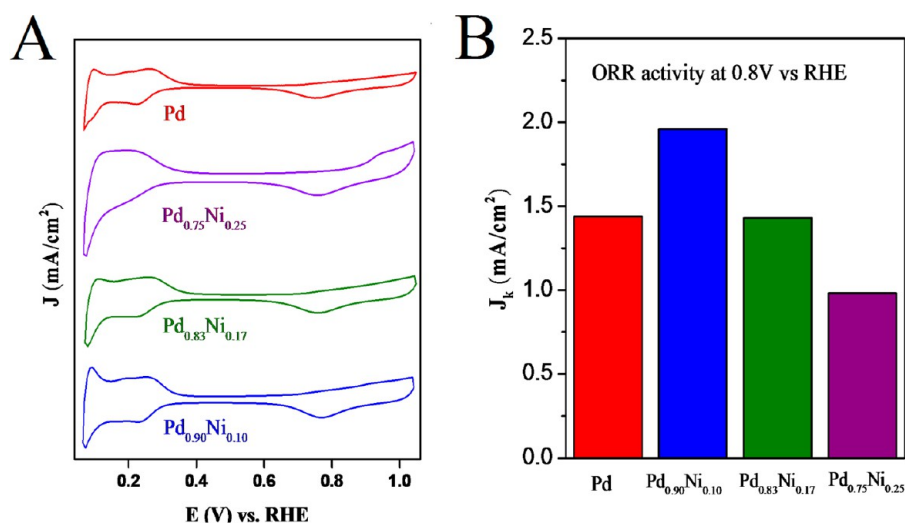 A
Pd
Pd0.75Ni0.25
Pd0.83Ni0.17
Pd0.90Ni0.10
J (mA/cm²)
0.2 0.4 0.6 0.8 1.0
E (V) vs. RHE
B
ORR activity at 0.8V vs RHE
2.5
2.0
1.5
1.0
0.5
0.0
Jk (mA/cm²)
Pd Pd0.90Ni0.10 Pd0.83Ni0.17 Pd0.75Ni0.25